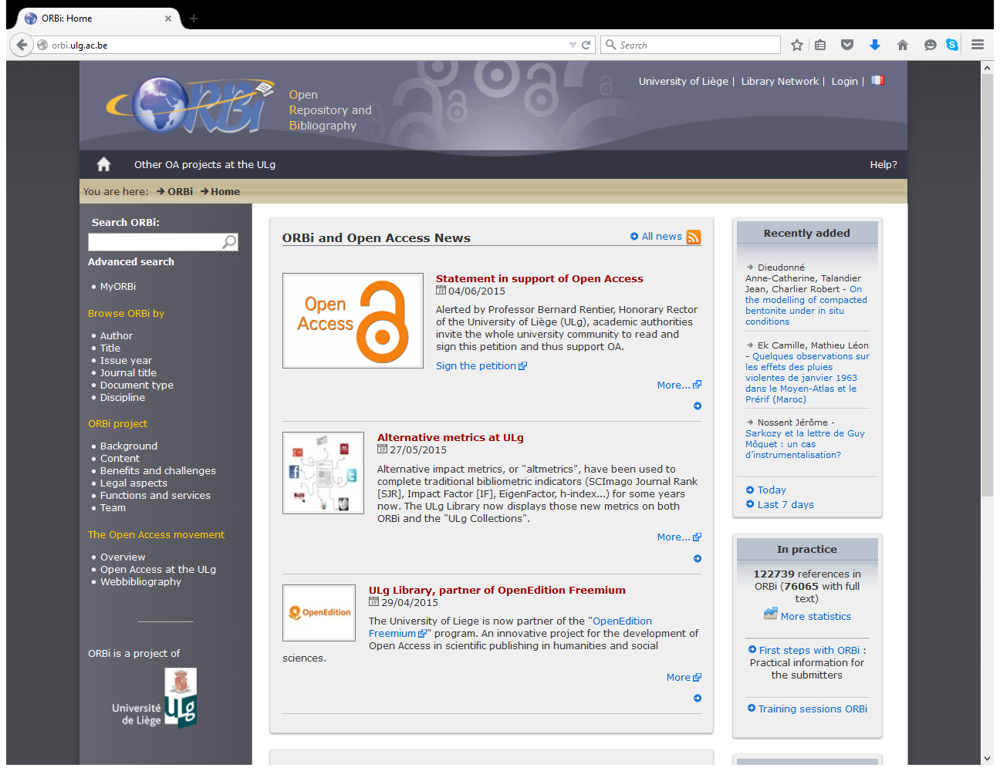 ORBi: Home
orbi.ulg.ac.be
Search
ORBi
Open
Repository and
Bibliography
University of Liège | Library Network | Login |
Other OA projects at the ULg
Help?
You are here: ORBi Home
Search ORBi:
Advanced search
MyORBi
Browse ORBi by
Author
Title
Issue year
Journal title
Document type
Discipline
ORBi project
Background
Content
Benefits and challenges
Legal aspects
Functions and services
Team
The Open Access movement
Overview
Open Access at the ULg
Webbibliography
ORBi is a project of
Université
de Liège
ULg
ORBi and Open Access News
All news
Open
Access
Statement in support of Open Access
04/06/2015
Alerted by Professor Bernard Rentier, Honorary Rector
of the University of Liège (ULg), academic authorities
invite the whole university community to read and
sign this petition and thus support OA.
Sign the petition
More...
Alternative metrics at ULg
27/05/2015
Alternative impact metrics, or "altmetrics", have been used to
complete traditional bibliometric indicators (SCImago Journal Rank
[SJR], Impact Factor [IF], EigenFactor, h-index...) for some years
now. The ULg Library now displays those new metrics on both
ORBi and the "ULg Collections".
More...
OpenEdition
ULg Library, partner of OpenEdition Freemium
29/04/2015
The University of Liege is now partner of the "OpenEdition
Freemium" program. An innovative project for the development of
Open Access in scientific publishing in humanities and social
sciences.
More
Recently added
Dieudonné
Anne-Catherine, Talandier
Jean, Charlier Robert - On
the modelling of compacted
bentonite under in situ
conditions
Ek Camille, Mathieu Léon
- Quelques observations sur
les effets des pluies
violentes de janvier 1963
dans le Moyen-Atlas et le
Prérif (Maroc)
Nossent Jérôme -
Sarkozy et la lettre de Guy
Môquet : un cas
d'instrumentalisation?
Today
Last 7 days
In practice
122739 references in
ORBi (76065 with full
text)
More statistics
First steps with ORBi :
Practical information for
the submitters
Training sessions ORBi